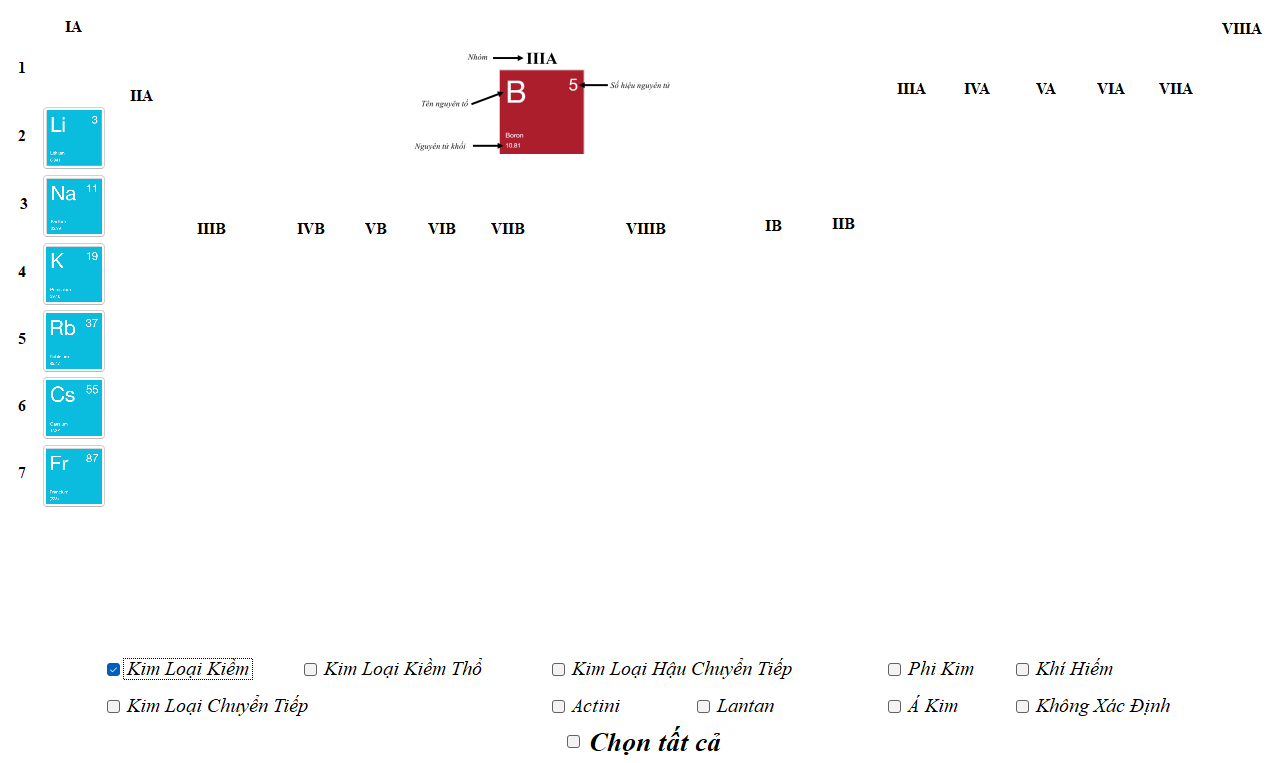 IA
VIIIA
Nhóm
IIIA
1
IIA
B 5
Số hiệu nguyên tử
Tên nguyên tố
IIIA IVA VA VIA VIIA
Boron
Nguyên tử khối
10.81
2
Li 3
Lithium
3
Na 11
IIIB IVB VB VIB VIIB VIIIB IB IIB
4
K 19
5
Rb 37
6
Cs 55
7
Fr 87
Francium
Kim Loại Kiềm Kim Loại Kiềm Thổ Kim Loại Hậu Chuyển Tiếp Phi Kim Khí Hiếm
Kim Loại Chuyển Tiếp Actini Lantan Á Kim Không Xác Định
Chọn tất cả